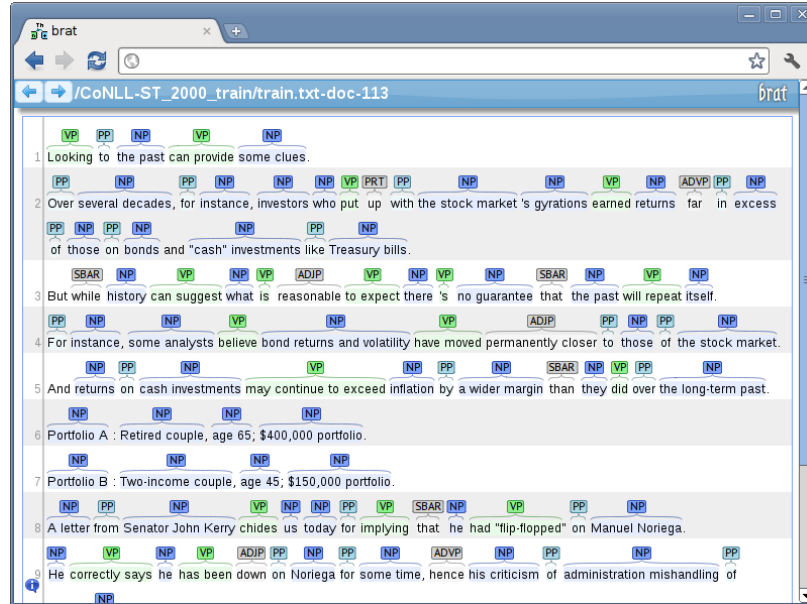 brat
/CoNLL-ST_2000_train/train.txt-doc-113 brat
VP PP NP VP NP
1 Looking to the past can provide some clues.
PP NP PP NP NP NP VP PRT PP NP NP VP NP ADVP PP NP
2 Over several decades, for instance, investors who put up with the stock market 's gyrations earned returns far in excess
PP NP PP NP NP PP NP
of those on bonds and "cash" investments like Treasury bills.
SBAR NP VP NP VP ADJP VP NP VP NP SBAR NP VP NP
3 But while history can suggest what is reasonable to expect there 's no guarantee that the past will repeat itself.
PP NP NP VP NP VP ADJP PP NP PP NP
4 For instance, some analysts believe bond returns and volatility have moved permanently closer to those of the stock market.
NP PP NP VP NP PP NP SBAR NP VP PP NP
5 And returns on cash investments may continue to exceed inflation by a wider margin than they did over the long-term past.
NP NP NP NP
6 Portfolio A : Retired couple, age 65; $400,000 portfolio.
NP NP NP NP
7 Portfolio B : Two-income couple, age 45; $150,000 portfolio.
NP PP NP VP NP NP PP VP SBAR NP VP PP NP
8 A letter from Senator John Kerry chides us today for implying that he had "flip-flopped" on Manuel Noriega.
NP VP NP VP ADJP PP NP PP NP ADVP NP PP NP PP
9 He correctly says he has been down on Noriega for some time, hence his criticism of administration mishandling of
NP